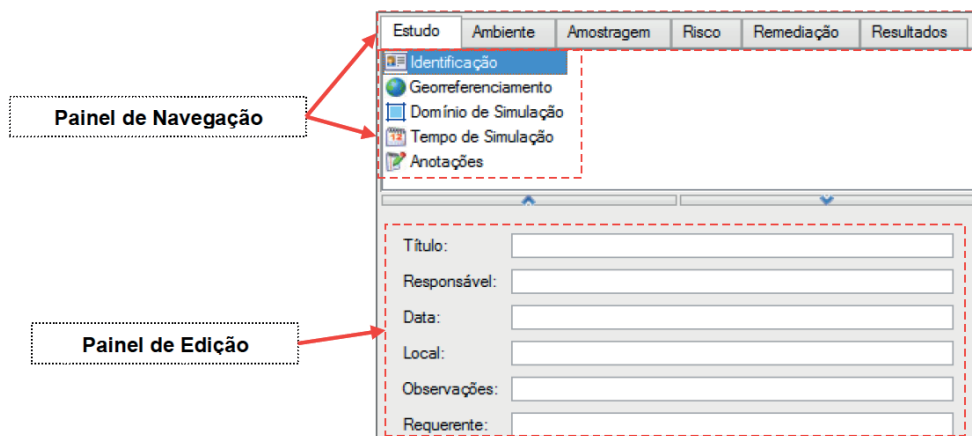 Estudo Ambiente Amostragem Risco Remediação Resultados
Identificação
Georreferenciamento
Domínio de Simulação
12 Tempo de Simulação
Anotações
Painel de Navegação
Título:
Responsável:
Data:
Local:
Observações:
Requerente:
Painel de Edição